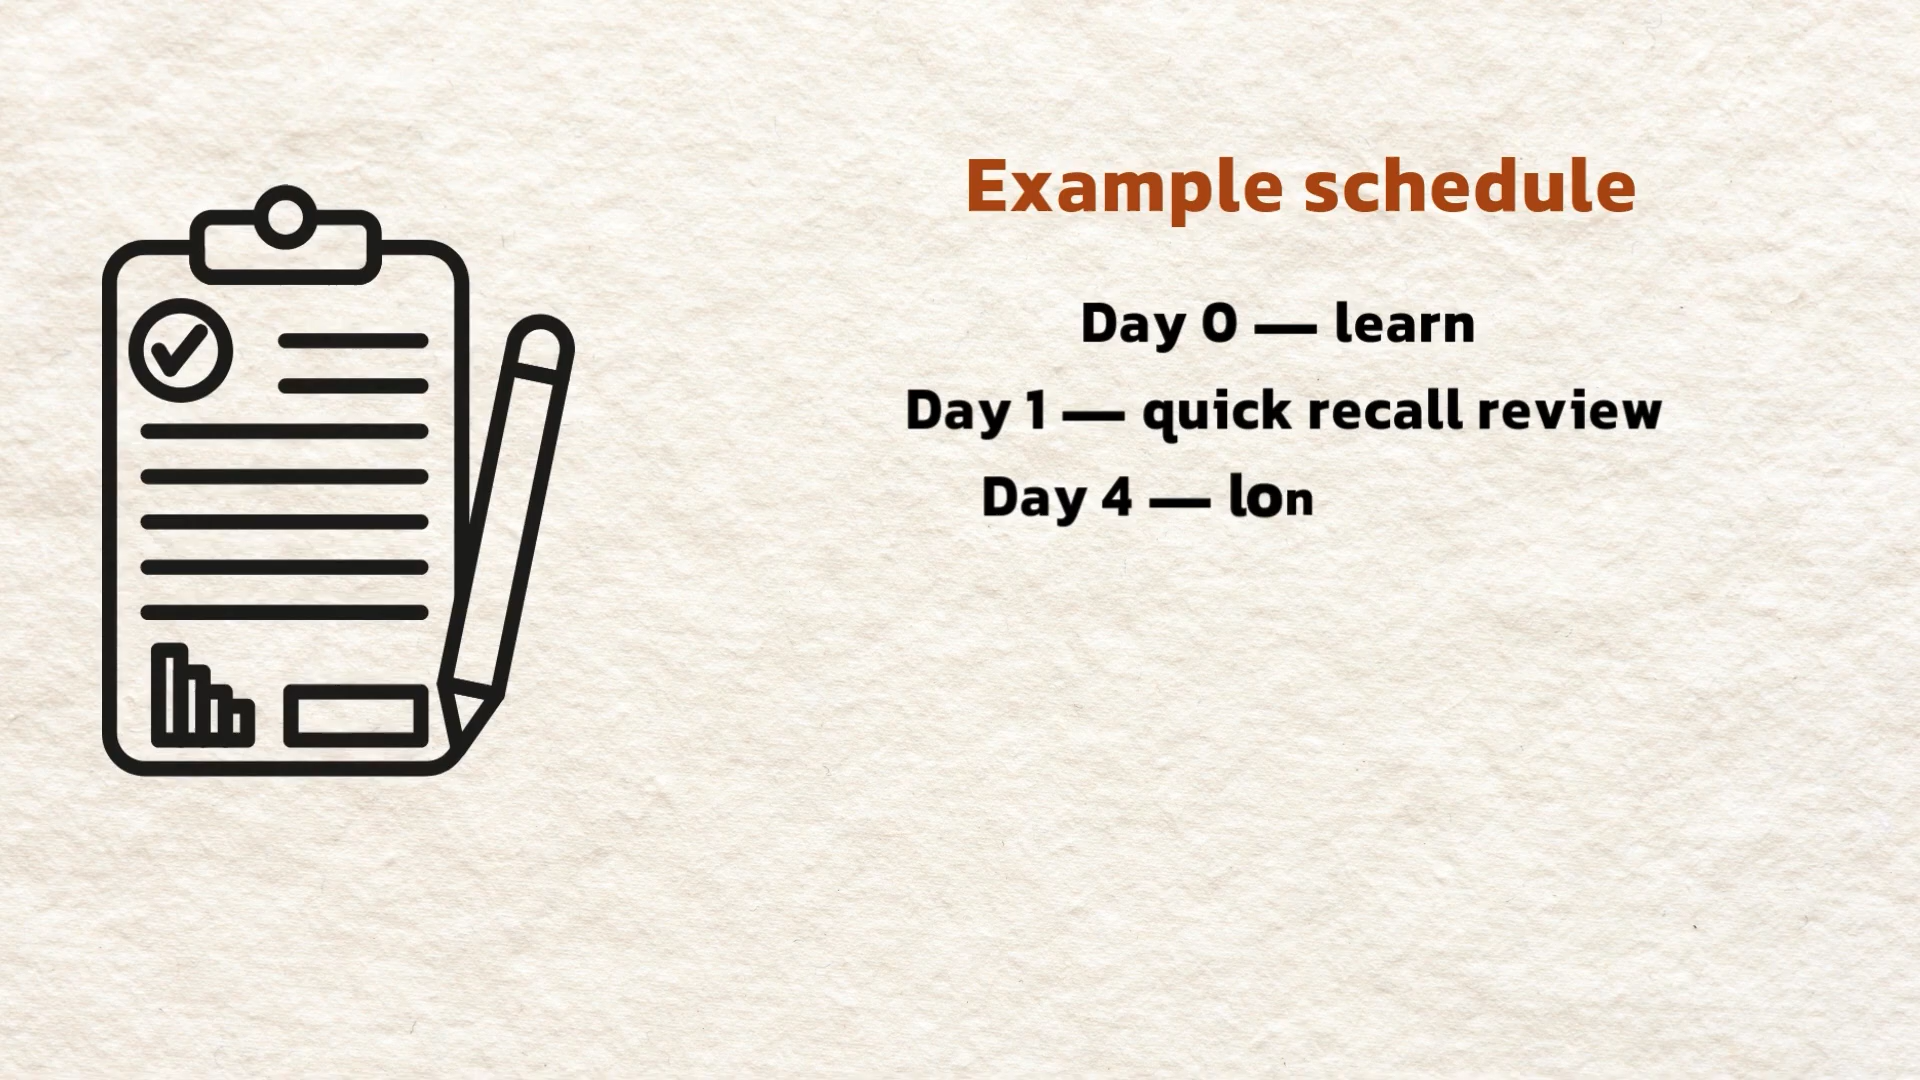 Example schedule
Day 0 — learn
Day 1 — quick recall review
Day 4 — lon